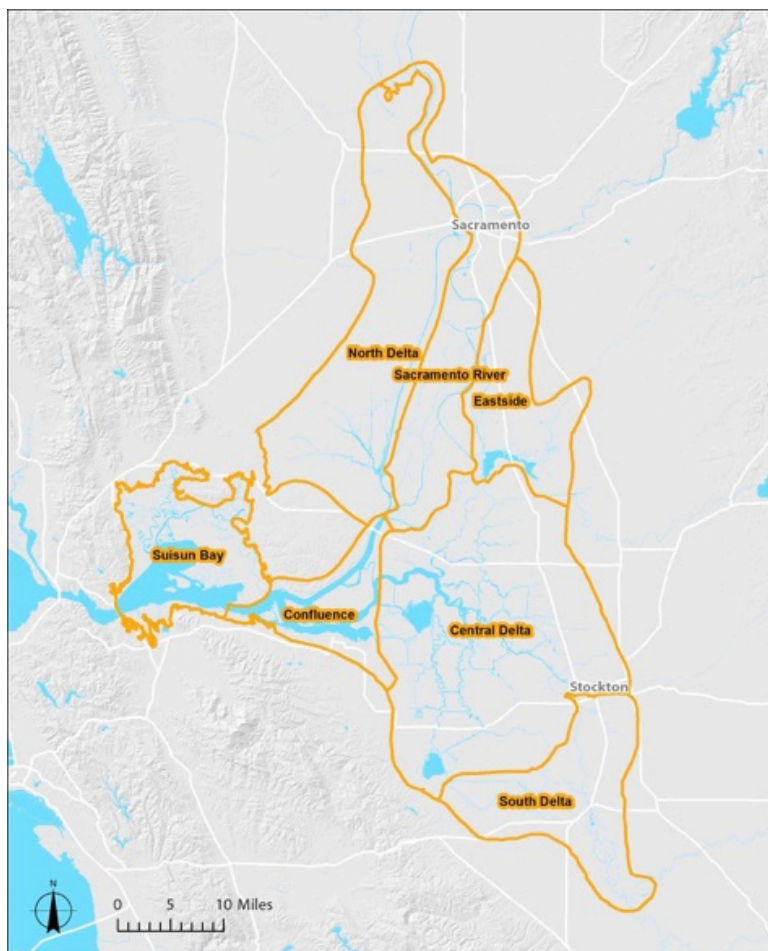 Sacramento
North Delta
Sacramento River
Eastside
Suisun Bay
Confluence
Central Delta
Stockton
South Delta
N
0 5 10 Miles